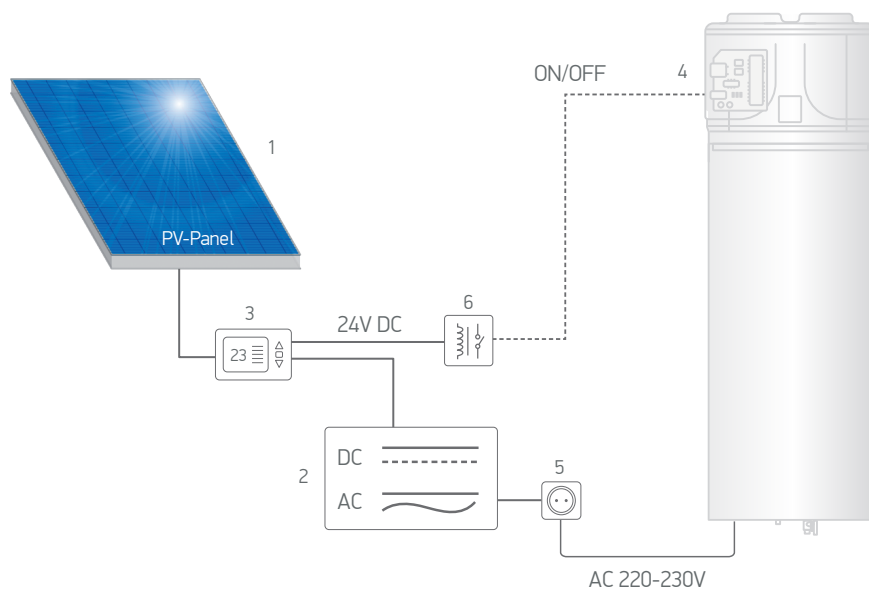 ON/OFF
4
1
PV-Panel
6
3
24V DC
23
DC
2
AC
5
AC 220-230V